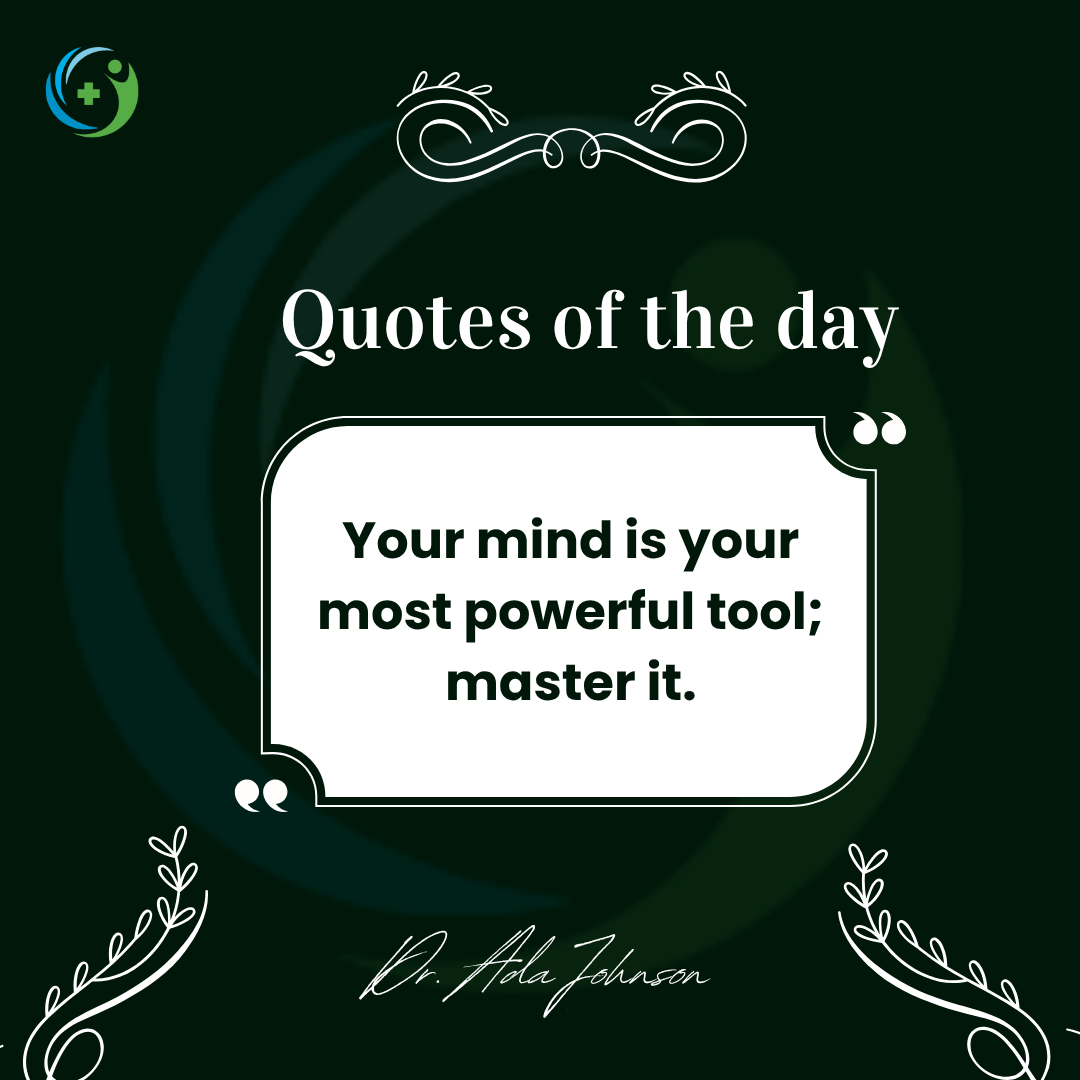 Quotes of the day
Your mind is your
most powerful tool;
master it.
Dr. Ada Johnson